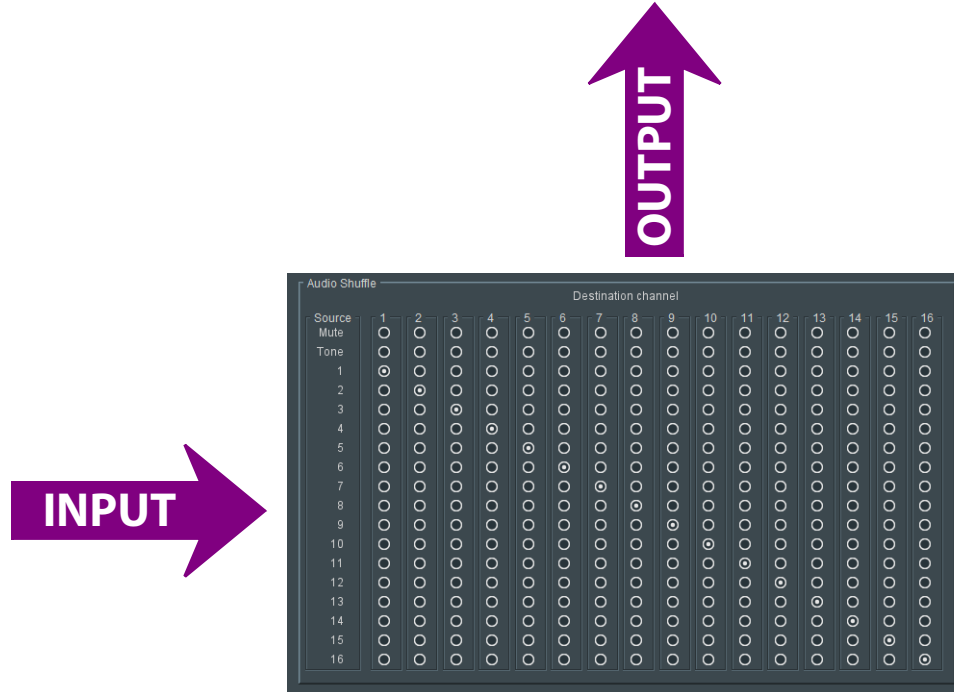 OUTPUT
Audio Shuffle
Destination channel
Source 1 2 3 4 5 6 7 8 9 10 11 12 13 14 15 16
Mute
Tone
1
2
3
4
5
6
7
8
9
10
11
12
13
14
15
16
INPUT